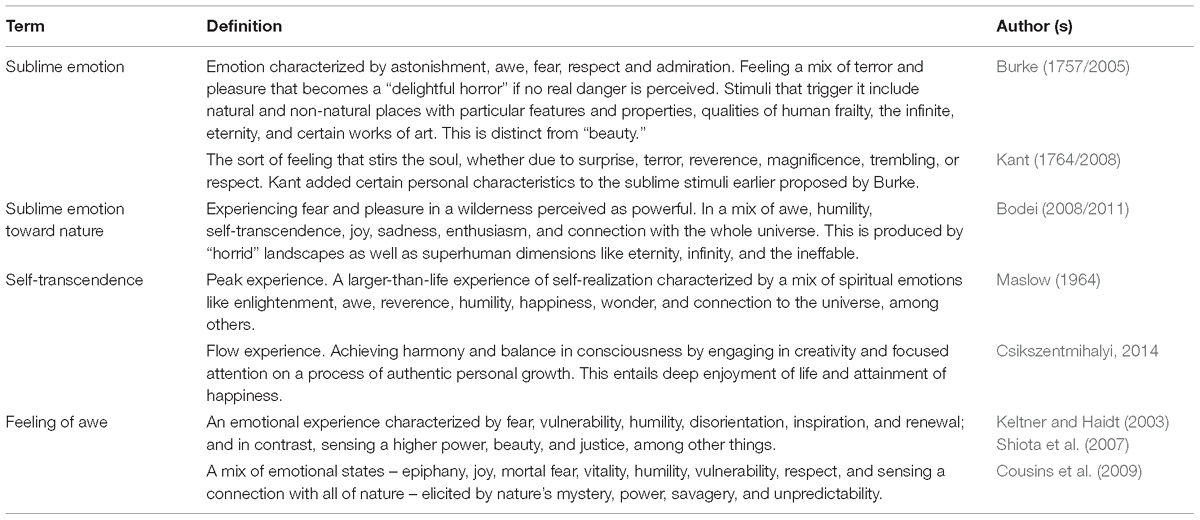 Term Definition Author (s)
Sublime emotion Emotion characterized by astonishment, awe, fear, respect and admiration. Feeling a mix of terror and Burke (1757/2005)
pleasure that becomes a “delightful horror” if no real danger is perceived. Stimuli that trigger it include
natural and non-natural places with particular features and properties, qualities of human frailty, the infinite,
eternity, and certain works of art. This is distinct from “beauty.”
The sort of feeling that stirs the soul, whether due to surprise, terror, reverence, magnificence, trembling, or Kant (1764/2008)
respect. Kant added certain personal characteristics to the sublime stimuli earlier proposed by Burke.
Sublime emotion Experiencing fear and pleasure in a wilderness perceived as powerful. In a mix of awe, humility, Bodei (2008/2011)
toward nature self-transcendence, joy, sadness, enthusiasm, and connection with the whole universe. This is produced by
“horrid” landscapes as well as superhuman dimensions like eternity, infinity, and the ineffable.
Self-transcendence Peak experience. A larger-than-life experience of self-realization characterized by a mix of spiritual emotions Maslow (1964)
like enlightenment, awe, reverence, humility, happiness, wonder, and connection to the universe, among
others.
Flow experience. Achieving harmony and balance in consciousness by engaging in creativity and focused Csikszentmihalyi, 2014
attention on a process of authentic personal growth. This entails deep enjoyment of life and attainment of
happiness.
Feeling of awe An emotional experience characterized by fear, vulnerability, humility, disorientation, inspiration, and renewal; Keltner and Haidt (2003)
and in contrast, sensing a higher power, beauty, and justice, among other things. Shiota et al. (2007)
A mix of emotional states – epiphany, joy, mortal fear, vitality, humility, vulnerability, respect, and sensing a Cousins et al. (2009)
connection with all of nature – elicited by nature’s mystery, power, savagery, and unpredictability.